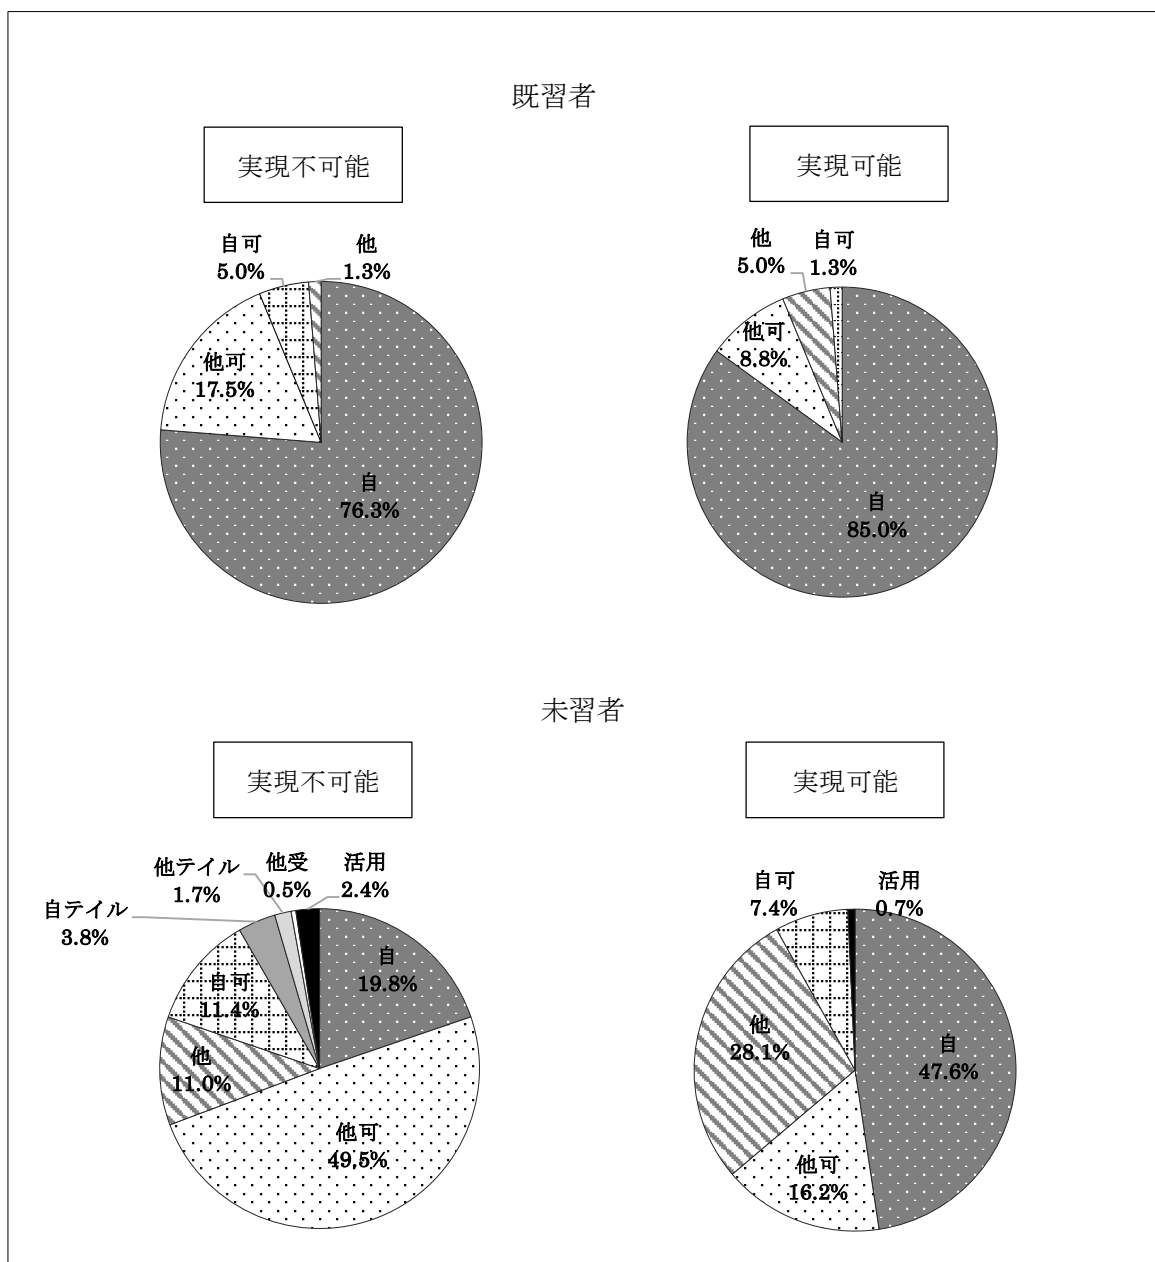 既習者
実現不可能
実現可能
自可
5.0%
他
1.3%
他可
17.5%
自
76.3%
他
5.0%
自可
1.3%
他可
8.8%
自
85.0%
未習者
実現不可能
実現可能
他テイル
1.7%
他受
0.5%
活用
2.4%
自テイル
3.8%
自
19.8%
自可
11.4%
他
11.0%
他可
49.5%
自可
7.4%
活用
0.7%
他
28.1%
自
47.6%
他可
16.2%